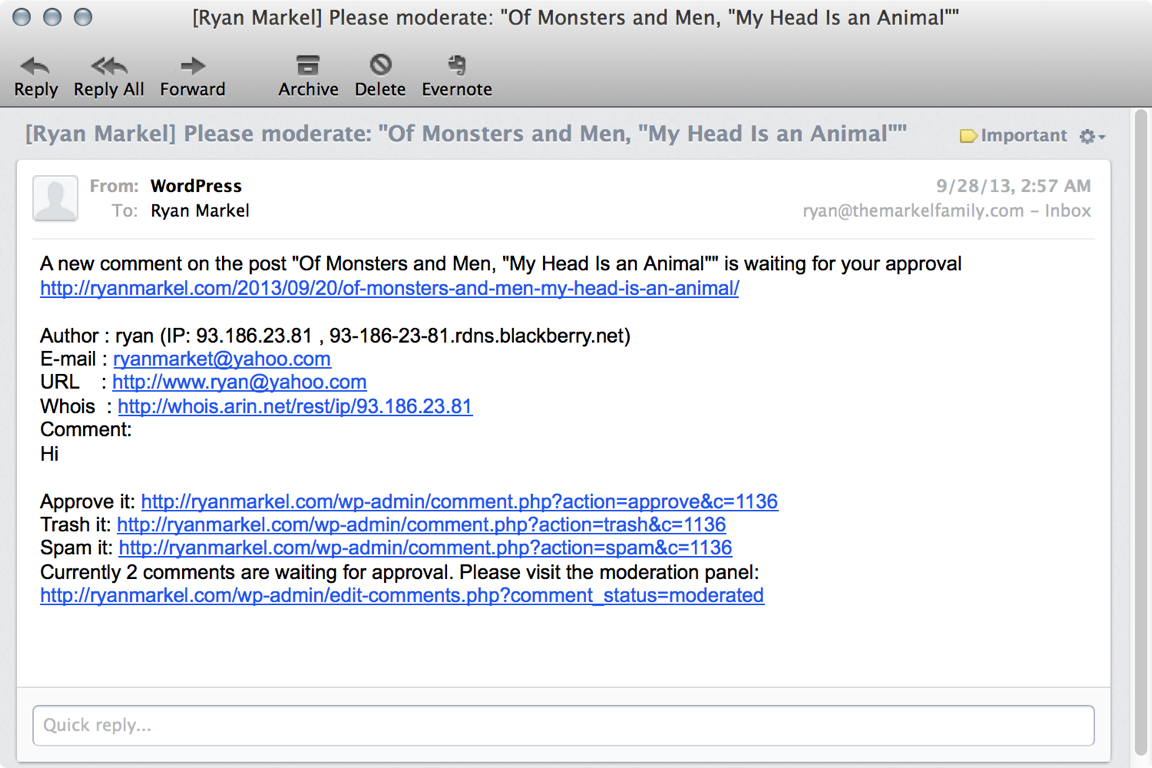 [Ryan Markel] Please moderate: "Of Monsters and Men, "My Head Is an Animal""
Reply Reply All Forward Archive Delete Evernote
[Ryan Markel] Please moderate: "Of Monsters and Men, "My Head Is an Animal"" Important
From: WordPress 9/28/13, 2:57 AM
To: Ryan Markel ryan@themarkelfamily.com – Inbox
A new comment on the post "Of Monsters and Men, "My Head Is an Animal"" is waiting for your approval
http://ryanmarkel.com/2013/09/20/of-monsters-and-men-my-head-is-an-animal/
Author : ryan (IP: 93.186.23.81 , 93-186-23-81.rdns.blackberry.net)
E-mail : ryanmarket@yahoo.com
URL : http://www.ryan@yahoo.com
Whois : http://whois.arin.net/rest/ip/93.186.23.81
Comment:
Hi
Approve it: http://ryanmarkel.com/wp-admin/comment.php?action=approve&c=1136
Trash it: http://ryanmarkel.com/wp-admin/comment.php?action=trash&c=1136
Spam it: http://ryanmarkel.com/wp-admin/comment.php?action=spam&c=1136
Currently 2 comments are waiting for approval. Please visit the moderation panel:
http://ryanmarkel.com/wp-admin/edit-comments.php?comment_status=moderated
Quick reply...